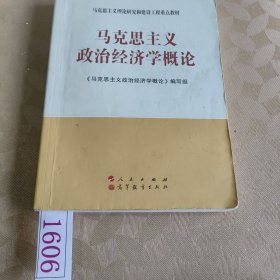 马克思主义理论研究和建设工程重点教材
马克思主义
政治经济学概论
《马克思主义政治经济学概论》编写组
人民出版社
高等教育出版社
1606